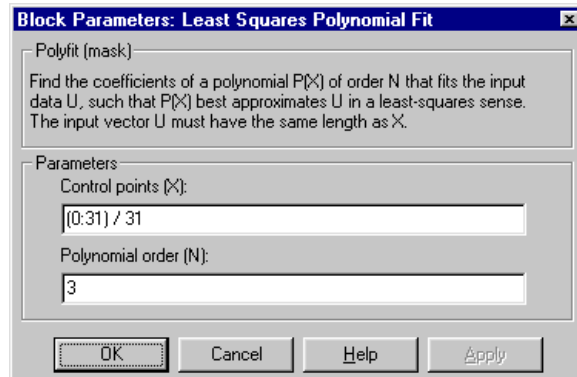 Block Parameters: Least Squares Polynomial Fit
Polyfit (mask)
Find the coefficients of a polynomial P(X) of order N that fits the input
data U, such that P(X) best approximates U in a least-squares sense.
The input vector U must have the same length as X.
Parameters
Control points (X):
(0:31) / 31
Polynomial order (N):
3
OK Cancel Help Apply